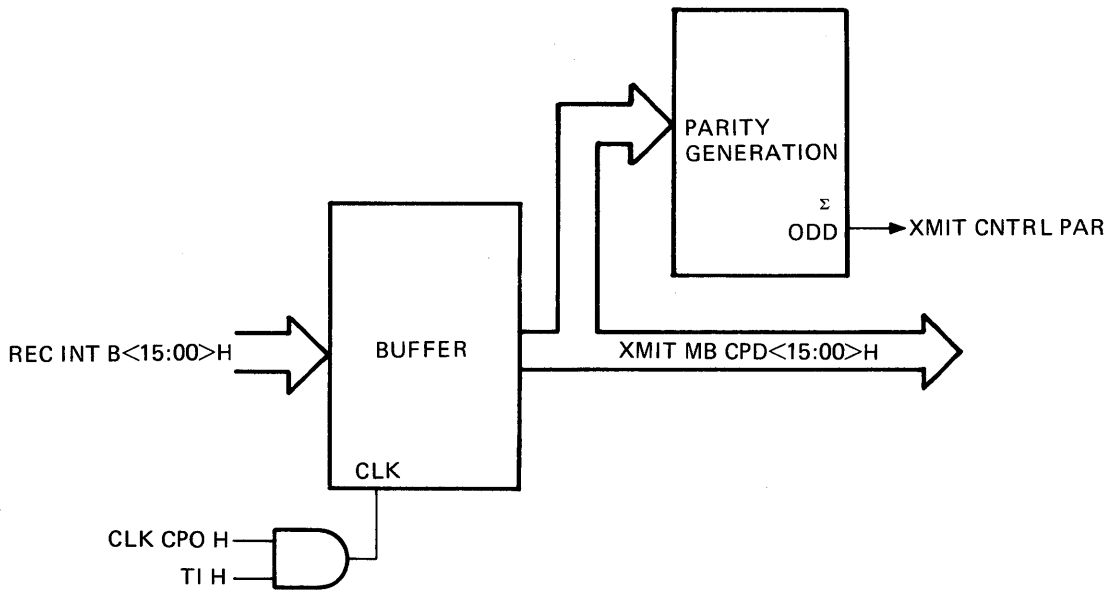 PARITY
GENERATION
Σ
ODD
XMIT CNTRL PAR
REC INT B<15:00>H
BUFFER
XMIT MB CPD<15:00>H
CLK
CLK CPO H
TI H